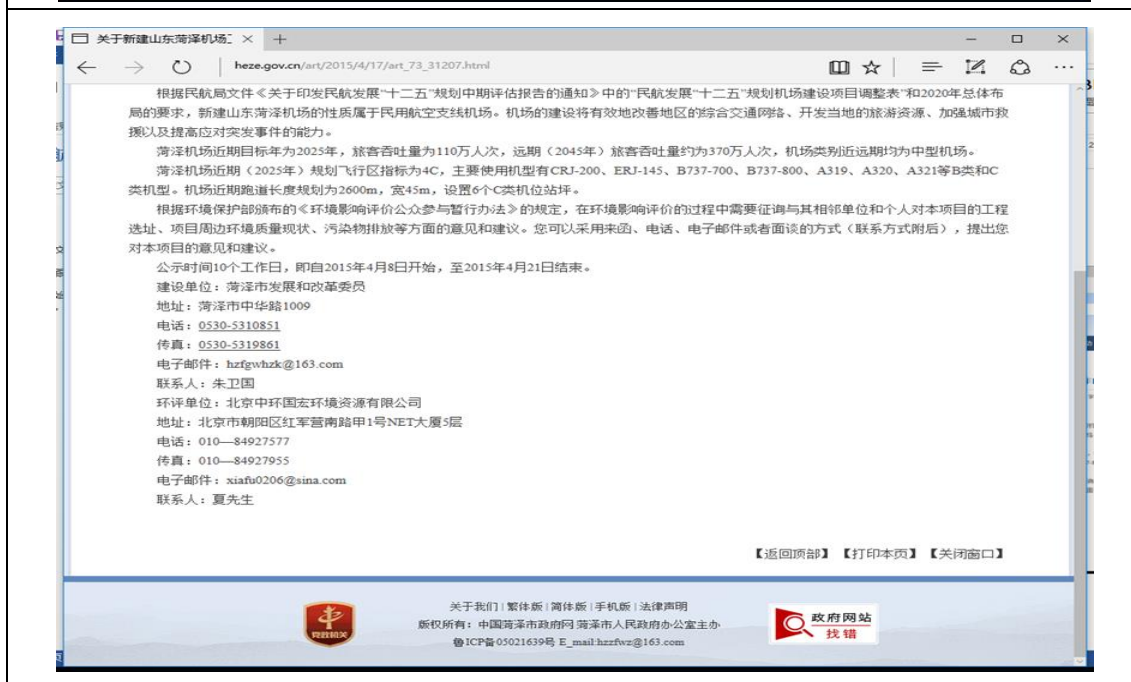 关于新建山东菏泽机场工
heze.gov.cn/art/2015/4/17/art_73_31207.html
根据民航局文件《关于印发民航发展“十二五”规划中期评估报告的通知》中的“民航发展“十二五”规划机场建设项目调整表”和2020年总体布
局的要求，新建山东菏泽机场的性质属于民用航空支线机场。机场的建设将有效地改善地区的综合交通网络、开发当地的旅游资源、加强城市救
援以及提高应对突发事件的能力。
菏泽机场近期目标年为2025年，旅客吞吐量为110万人次，远期（2045年）旅客吞吐量约为370万人次，机场类别近远期均为中型机场。
菏泽机场近期（2025年）规划飞行区指标为4C，主要使用机型有CRJ-200、ERJ-145、B737-700、B737-800、A319、A320、A321等B类和C
类机型。机场近期跑道长度规划为2600m，宽45m，设置6个C类机位站坪。
根据环境保护部颁布的《环境影响评价公众参与暂行办法》的规定，在环境影响评价的过程中需要征询与其相邻单位和个人对本项目的工程
选址、项目周边环境质量现状、污染物排放等方面的意见和建议。您可以采用来函、电话、电子邮件或者面谈的方式（联系方式附后），提出您
对本项目的意见和建议。
公示时间10个工作日，即自2015年4月8日开始，至2015年4月21日结束。
建设单位：菏泽市发展和改革委员
地址：菏泽市中华路1009
电话：0530-5310851
传真：0530-5319861
电子邮件：hzfgwhzk@163.com
联系人：朱卫国
环评单位：北京中环国宏环境资源有限公司
地址：北京市朝阳区红军营南路甲1号NET大厦5层
电话：010—84927577
传真：010—84927955
电子邮件：xiafu0206@sina.com
联系人：夏先生
【返回顶部】【打印本页】【关闭窗口】
关于我们 | 繁体版 | 简体版 | 手机版 | 法律声明
版权所有：中国菏泽市政府网 菏泽市人民政府办公室主办
鲁ICP备05021639号 E_mail:hzzfwz@163.com
党政机关
政府网站
找错